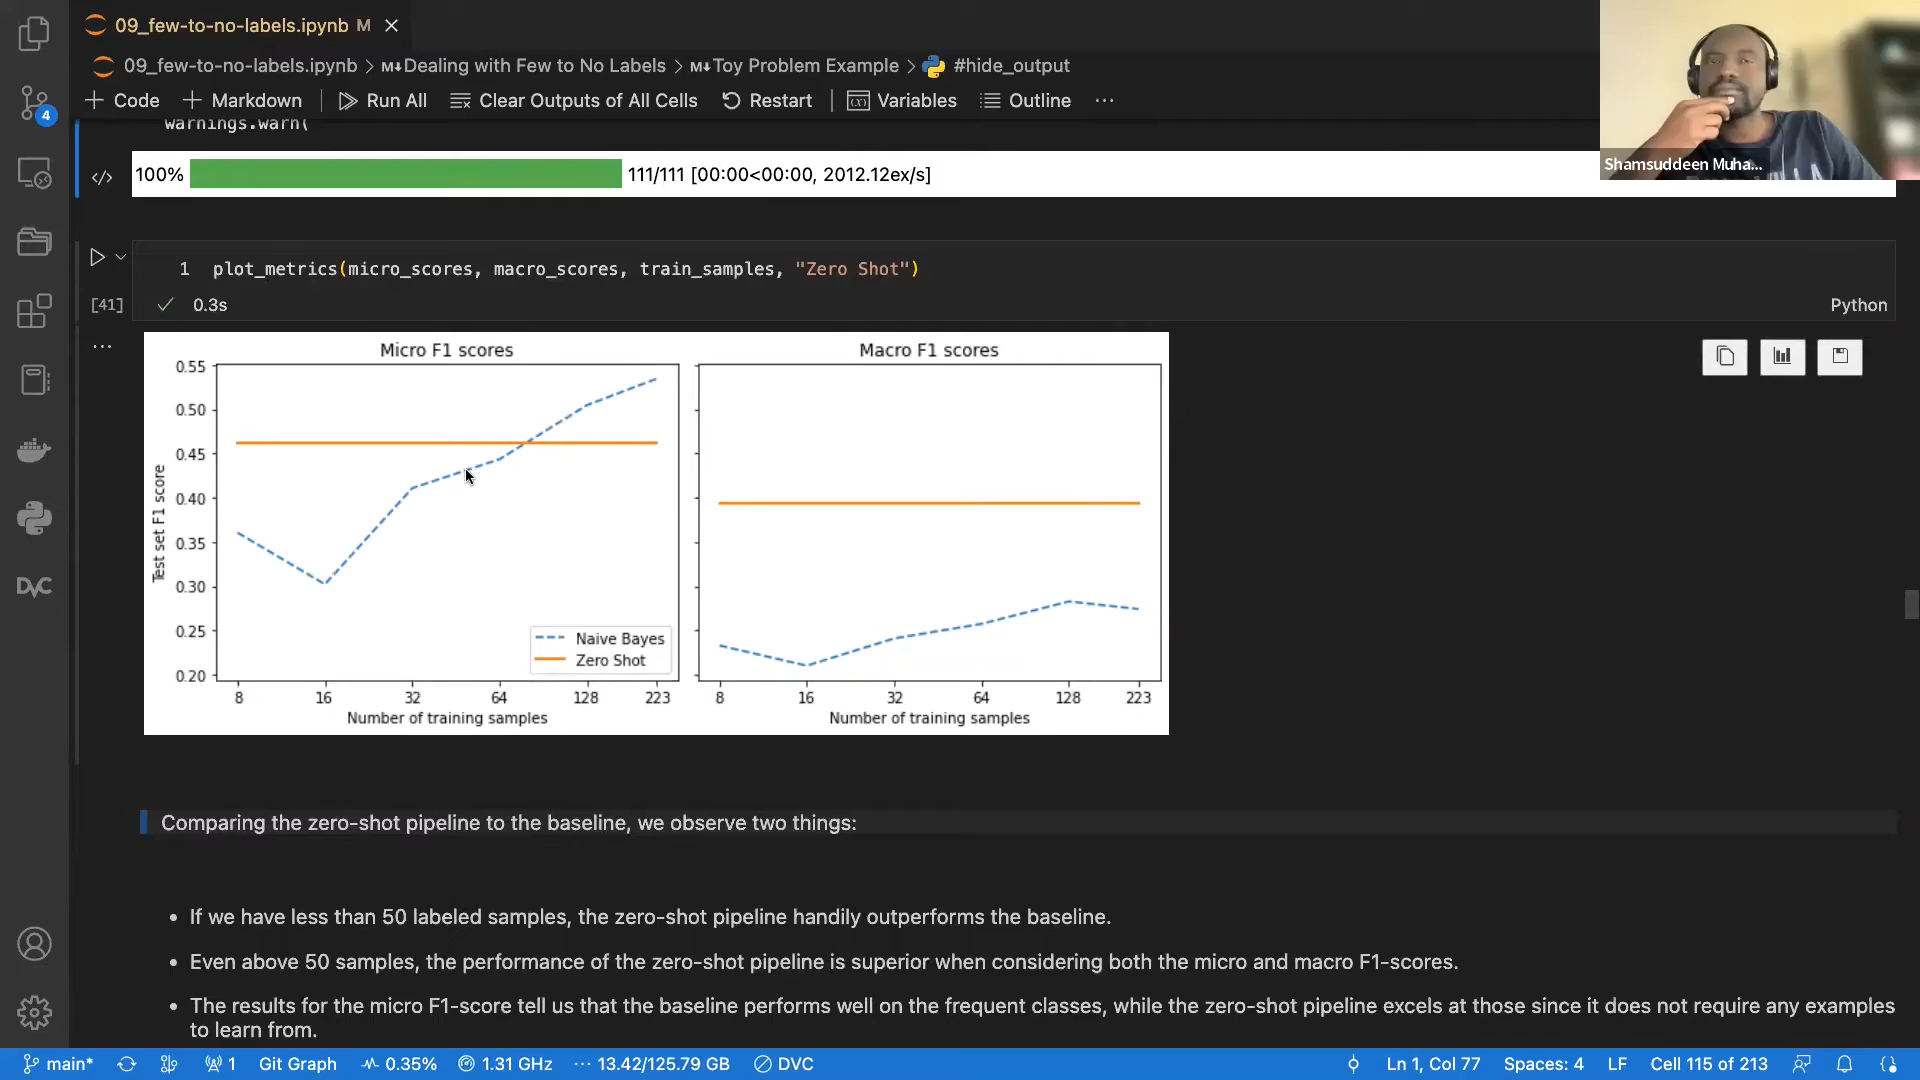 09_few-to-no-labels.ipynb M
09_few-to-no-labels.ipynb > M↓Dealing with Few to No Labels > M↓Toy Problem Example > #hide_output
+ Code + Markdown Run All Clear Outputs of All Cells Restart Variables Outline ...
Shamsuddeen Muha...
4
warnings.warn(
100% 111/111 [00:00<00:00, 2012.12ex/s]
1 plot_metrics(micro_scores, macro_scores, train_samples, "Zero Shot")
[41] 0.3s Python
Micro F1 scores
Macro F1 scores
0.55
0.50
0.45
0.40
0.35
0.30
0.25
0.20
Test set F1 score
Naive Bayes
Zero Shot
8 16 32 64 128 223
8 16 32 64 128 223
Number of training samples
Number of training samples
DVC
Comparing the zero-shot pipeline to the baseline, we observe two things:
• If we have less than 50 labeled samples, the zero-shot pipeline handily outperforms the baseline.
• Even above 50 samples, the performance of the zero-shot pipeline is superior when considering both the micro and macro F1-scores.
• The results for the micro F1-score tell us that the baseline performs well on the frequent classes, while the zero-shot pipeline excels at those since it does not require any examples
to learn from.
main* 1 Git Graph 0.35% 1.31 GHz ... 13.42/125.79 GB DVC Ln 1, Col 77 Spaces: 4 LF Cell 115 of 213